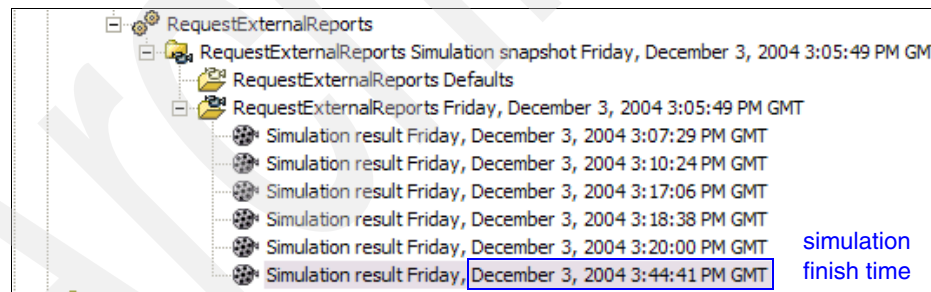 RequestExternalReports
RequestExternalReports Simulation snapshot Friday, December 3, 2004 3:05:49 PM GM
RequestExternalReports Defaults
RequestExternalReports Friday, December 3, 2004 3:05:49 PM GMT
Simulation result Friday, December 3, 2004 3:07:29 PM GMT
Simulation result Friday, December 3, 2004 3:10:24 PM GMT
Simulation result Friday, December 3, 2004 3:17:06 PM GMT
Simulation result Friday, December 3, 2004 3:18:38 PM GMT
Simulation result Friday, December 3, 2004 3:20:00 PM GMT
Simulation result Friday, December 3, 2004 3:44:41 PM GMT
simulation
finish time